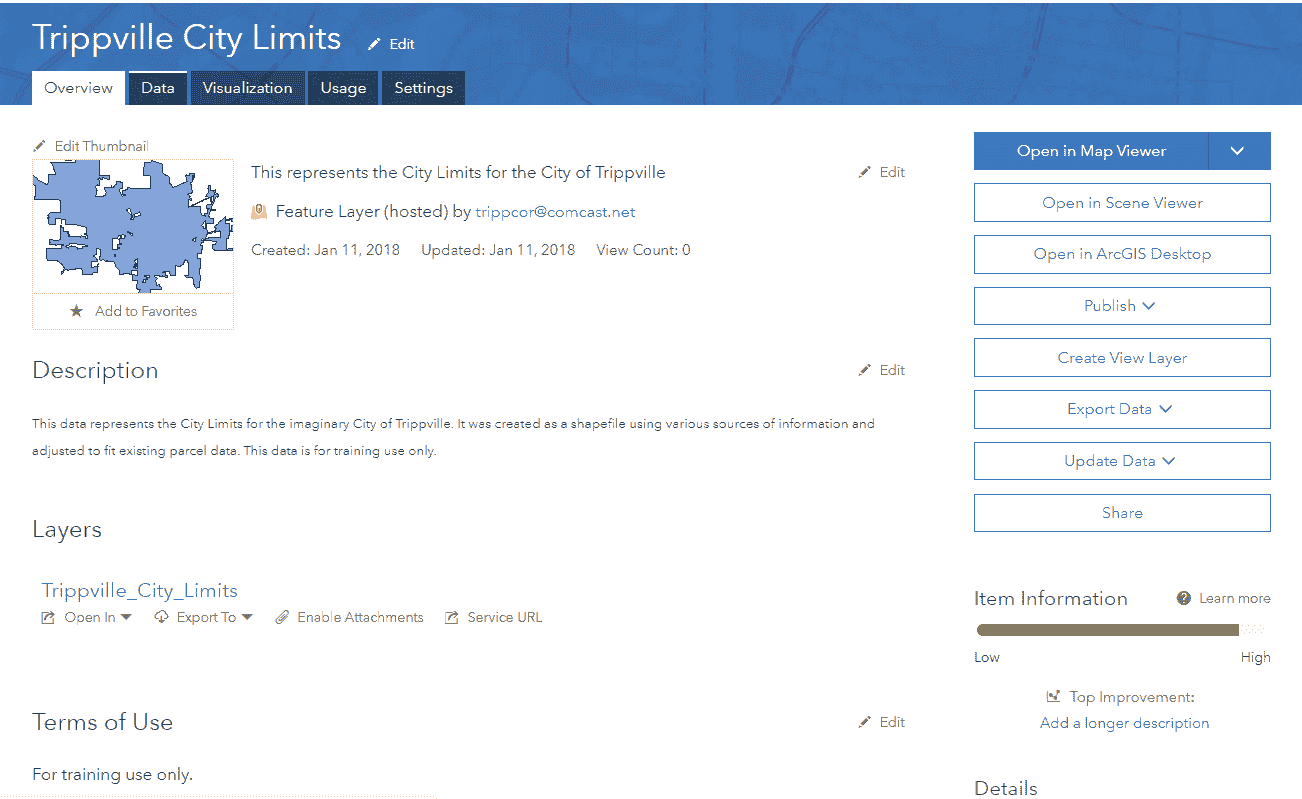 Trippville City Limits Edit
Overview Data Visualization Usage Settings
Edit Thumbnail
This represents the City Limits for the City of Trippville Edit
Feature Layer (hosted) by trippcor@comcast.net
Created: Jan 11, 2018 Updated: Jan 11, 2018 View Count: 0
Add to Favorites
Description Edit
This data represents the City Limits for the imaginary City of Trippville. It was created as a shapefile using various sources of information and
adjusted to fit existing parcel data. This data is for training use only.
Layers
Trippville_City_Limits
Open In Export To Enable Attachments Service URL
Terms of Use Edit
For training use only.
Open in Map Viewer
Open in Scene Viewer
Open in ArcGIS Desktop
Publish
Create View Layer
Export Data
Update Data
Share
Item Information Learn more
Low High
Top Improvement:
Add a longer description
Details